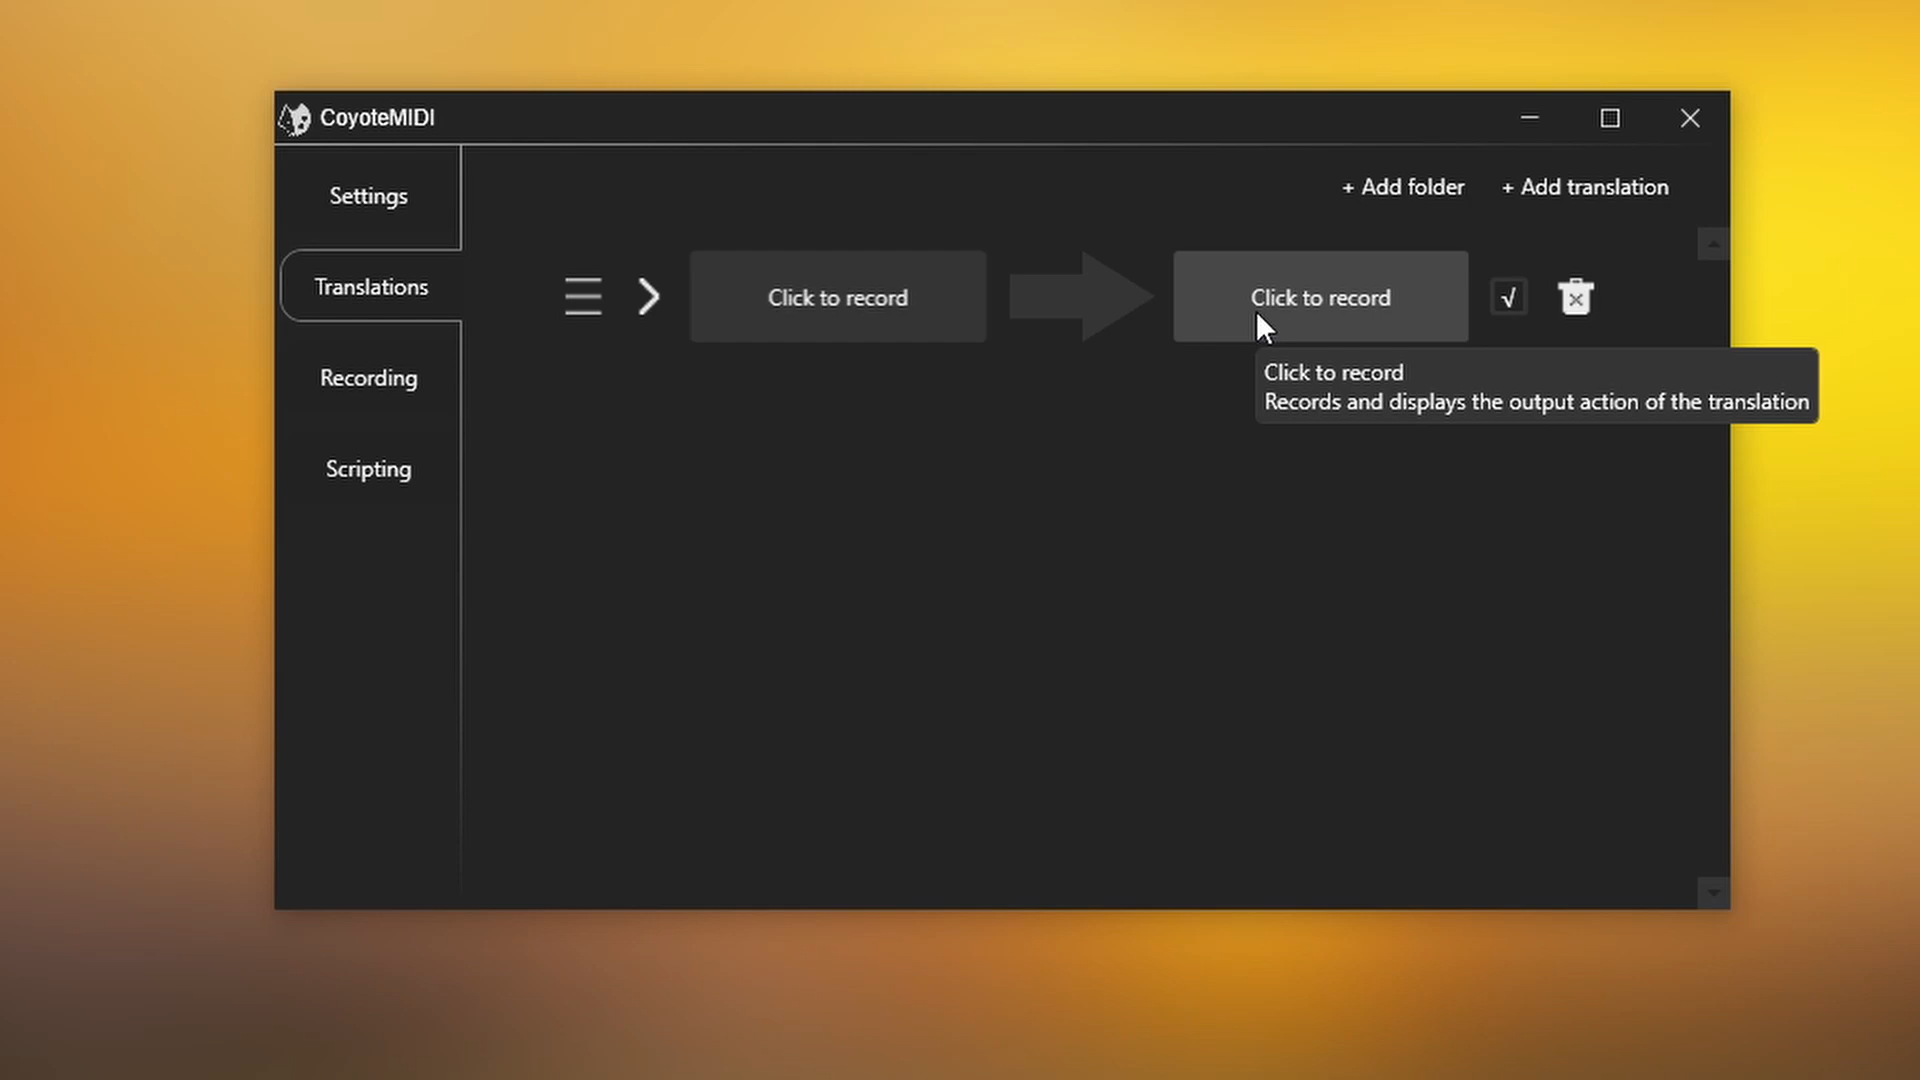 CoyoteMIDI
Settings
+ Add folder
+ Add translation
Translations
Click to record
Click to record
√
Click to record
Records and displays the output action of the translation
Recording
Scripting